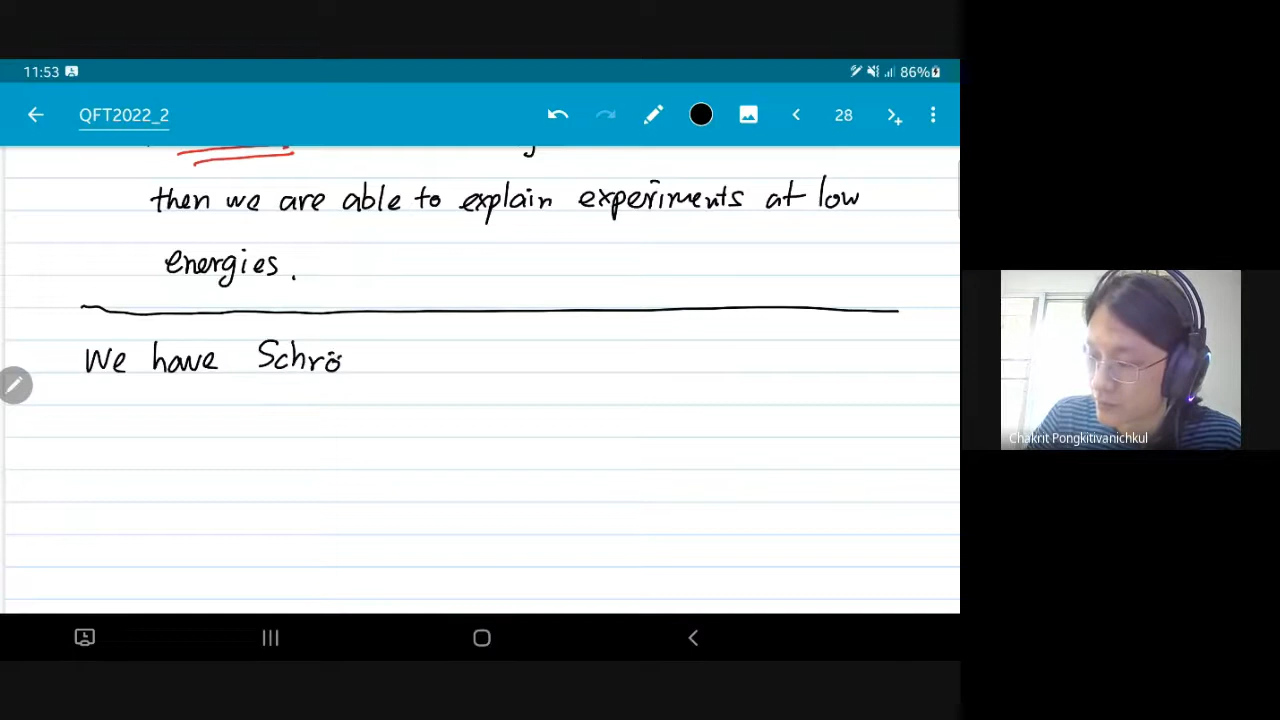 11:53 86%
QFT2022_2 28
then we are able to explain experiments at low
energies.
We have Schrö
Chakrit Pongkitivanichkul